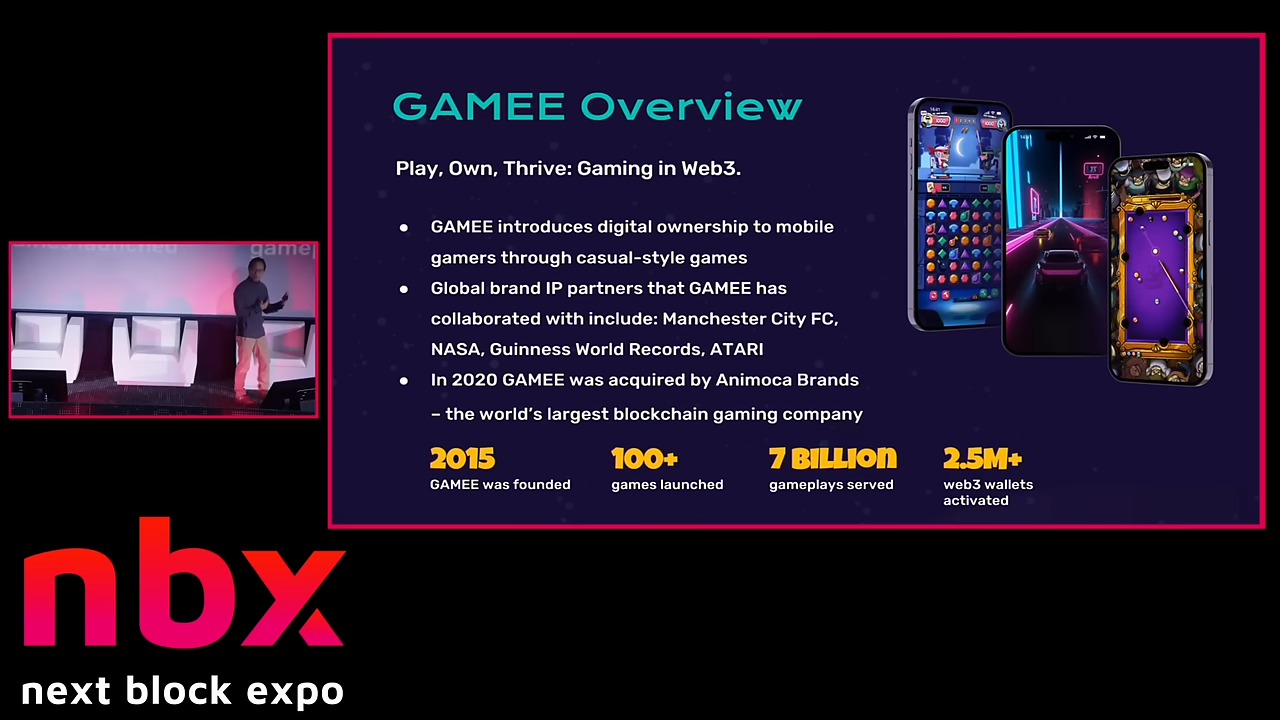 GAMEE Overview
Play, Own, Thrive: Gaming in Web3.
● GAMEE introduces digital ownership to mobile
gamers through casual-style games
● Global brand IP partners that GAMEE has
collaborated with include: Manchester City FC,
NASA, Guinness World Records, ATARI
● In 2020 GAMEE was acquired by Animoca Brands
– the world's largest blockchain gaming company
2015
GAMEE was founded
100+
games launched
7 BILLION
gameplays served
2.5M+
web3 wallets
activated
nbx
next block expo